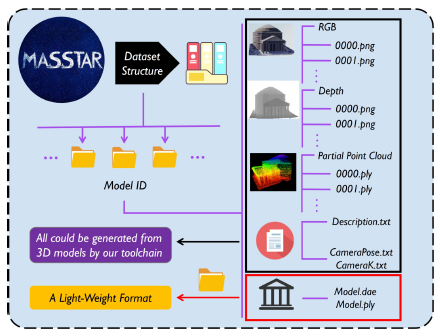 MASSTAR
Dataset
Structure
RGB
0000.png
0001.png
Depth
0000.png
0001.png
Partial Point Cloud
0000.ply
0001.ply
Description.txt
CameraPose.txt
CameraK.txt
Model ID
All could be generated from
3D models by our toolchain
A Light-Weight Format
Model.dae
Model.ply